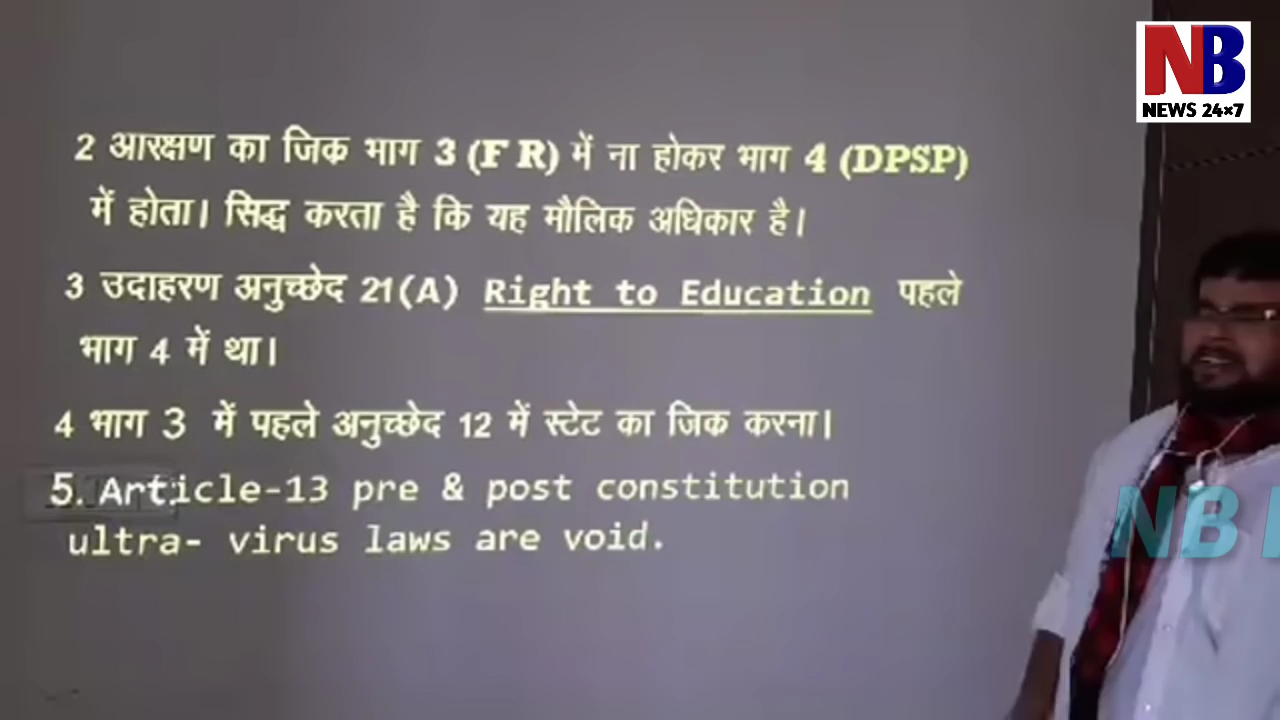 NB
NEWS 24×7
2 आरक्षण का जिक भाग 3 (F R) में ना होकर भाग 4 (DPSP)
में होता। सिद्ध करता है कि यह मौलिक अधिकार है।
3 उदाहरण अनुच्छेद 21(A) Right to Education पहले
भाग 4 में था।
4 भाग 3 में पहले अनुच्छेद 12 में स्टेट का जिक करना।
5. Article-13 pre & post constitution
ultra- virus laws are void.
NB